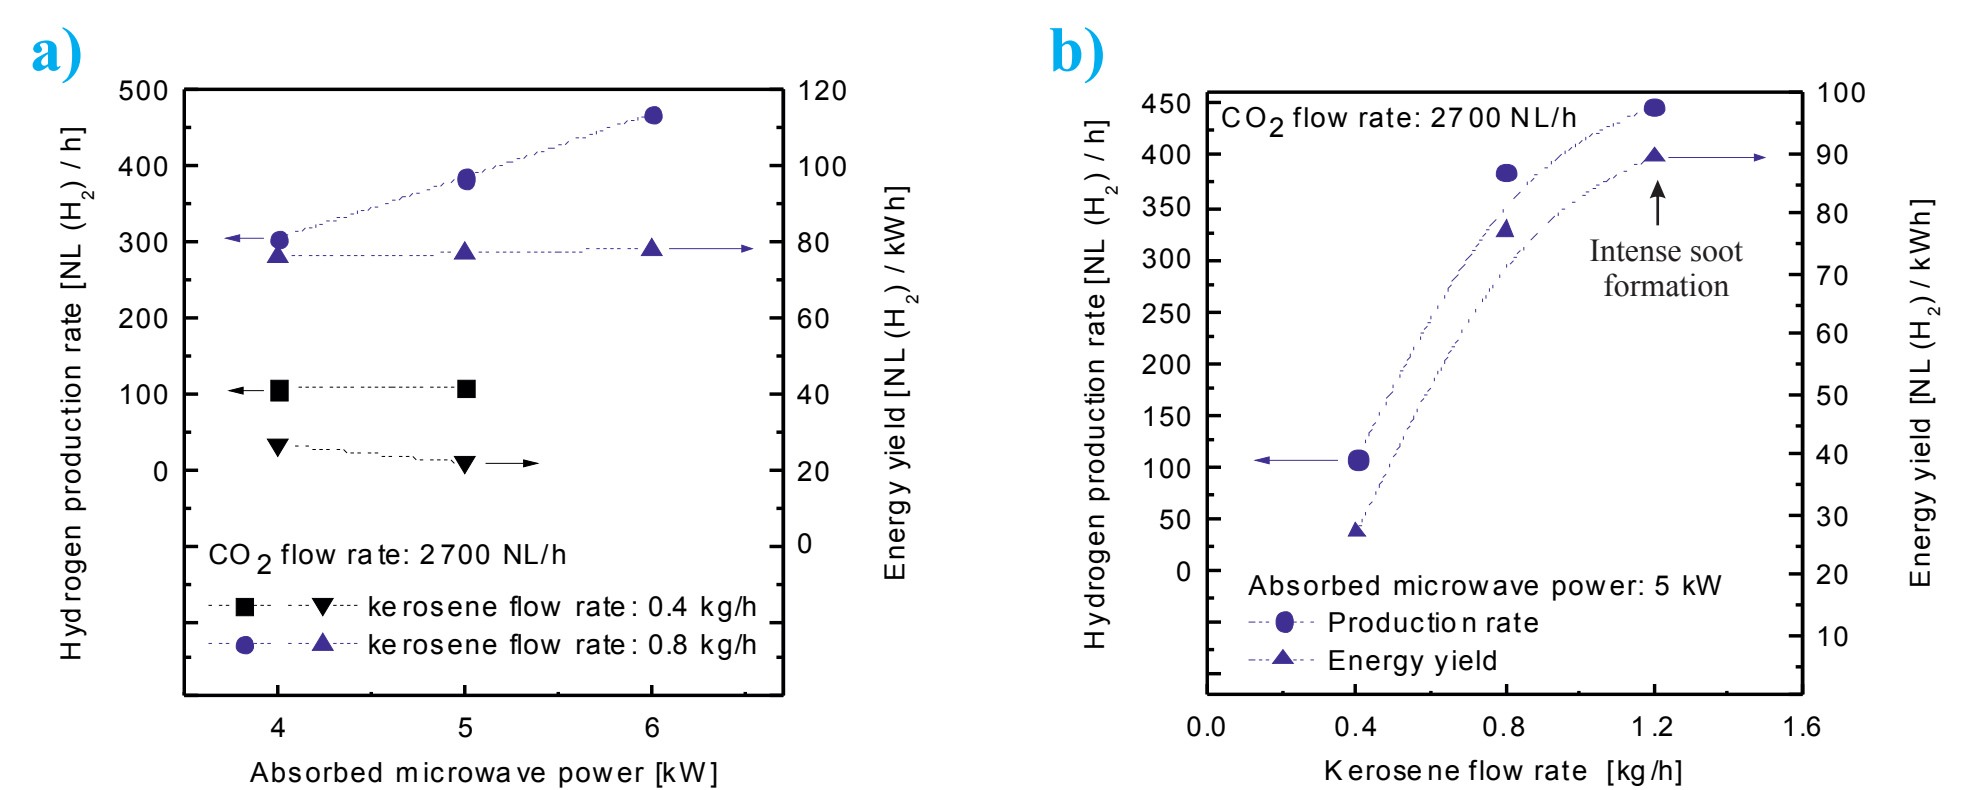 a)
500
400
300
200
100
0
Hydrogen production rate [NL (H2) / h]
120
100
80
60
40
20
0
Energy yield [NL (H2) / kWh]
CO2 flow rate: 2700 NL/h
kerosene flow rate: 0.4 kg/h
kerosene flow rate: 0.8 kg/h
4 5 6
Absorbed microwave power [kW]
b)
450
400
350
300
250
200
150
100
50
0
Hydrogen production rate [NL (H2) / h]
CO2 flow rate: 2700 NL/h
100
90
80
70
60
50
40
30
20
10
Energy yield [NL (H2) / kWh]
Intense soot
formation
Absorbed microwave power: 5 kW
Production rate
Energy yield
0.0 0.4 0.8 1.2 1.6
Kerosene flow rate [kg/h]